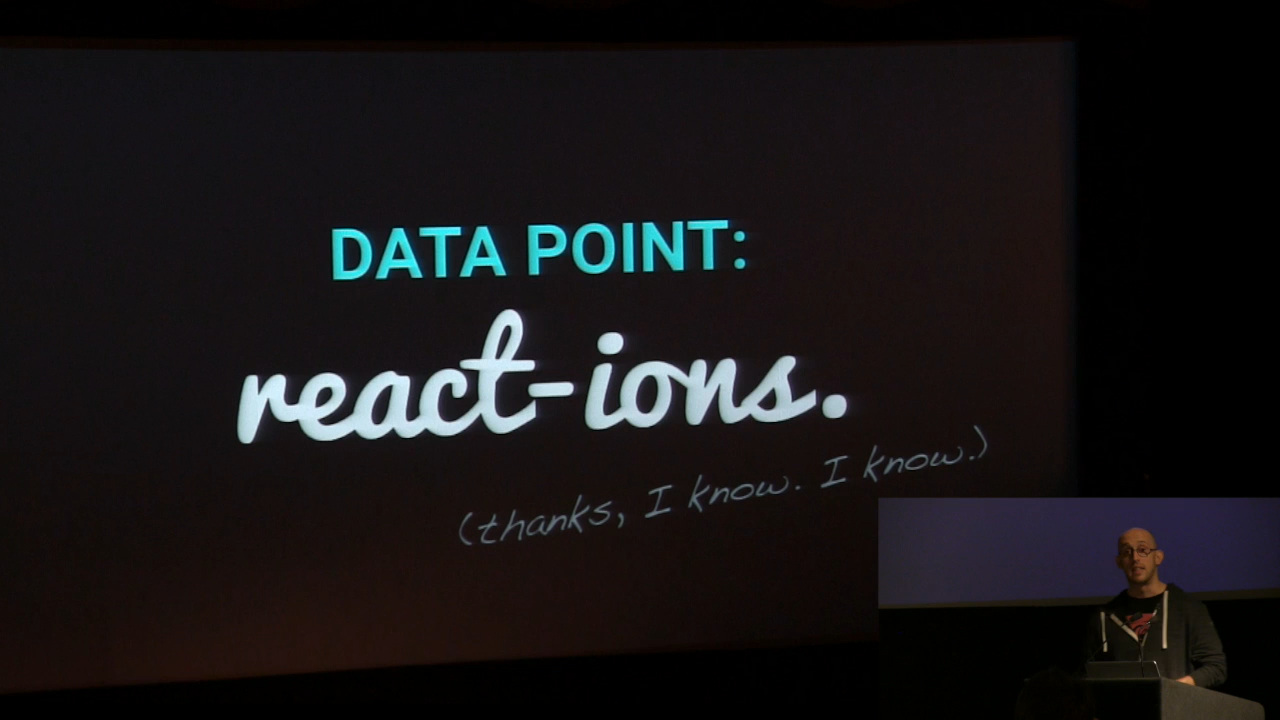 DATA POINT:
react-ions.
(thanks, I know. I know.)